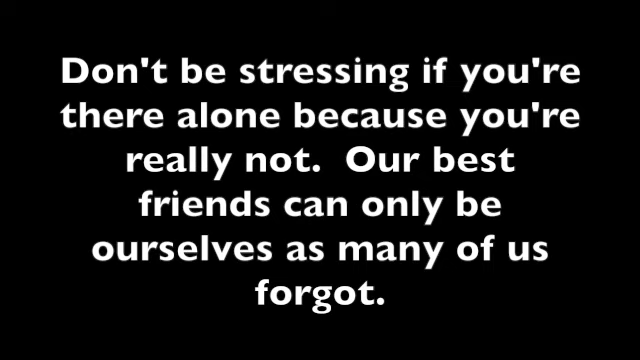 Don't be stressing if you're
there alone because you're
really not.  Our best
friends can only be
ourselves as many of us
forgot.